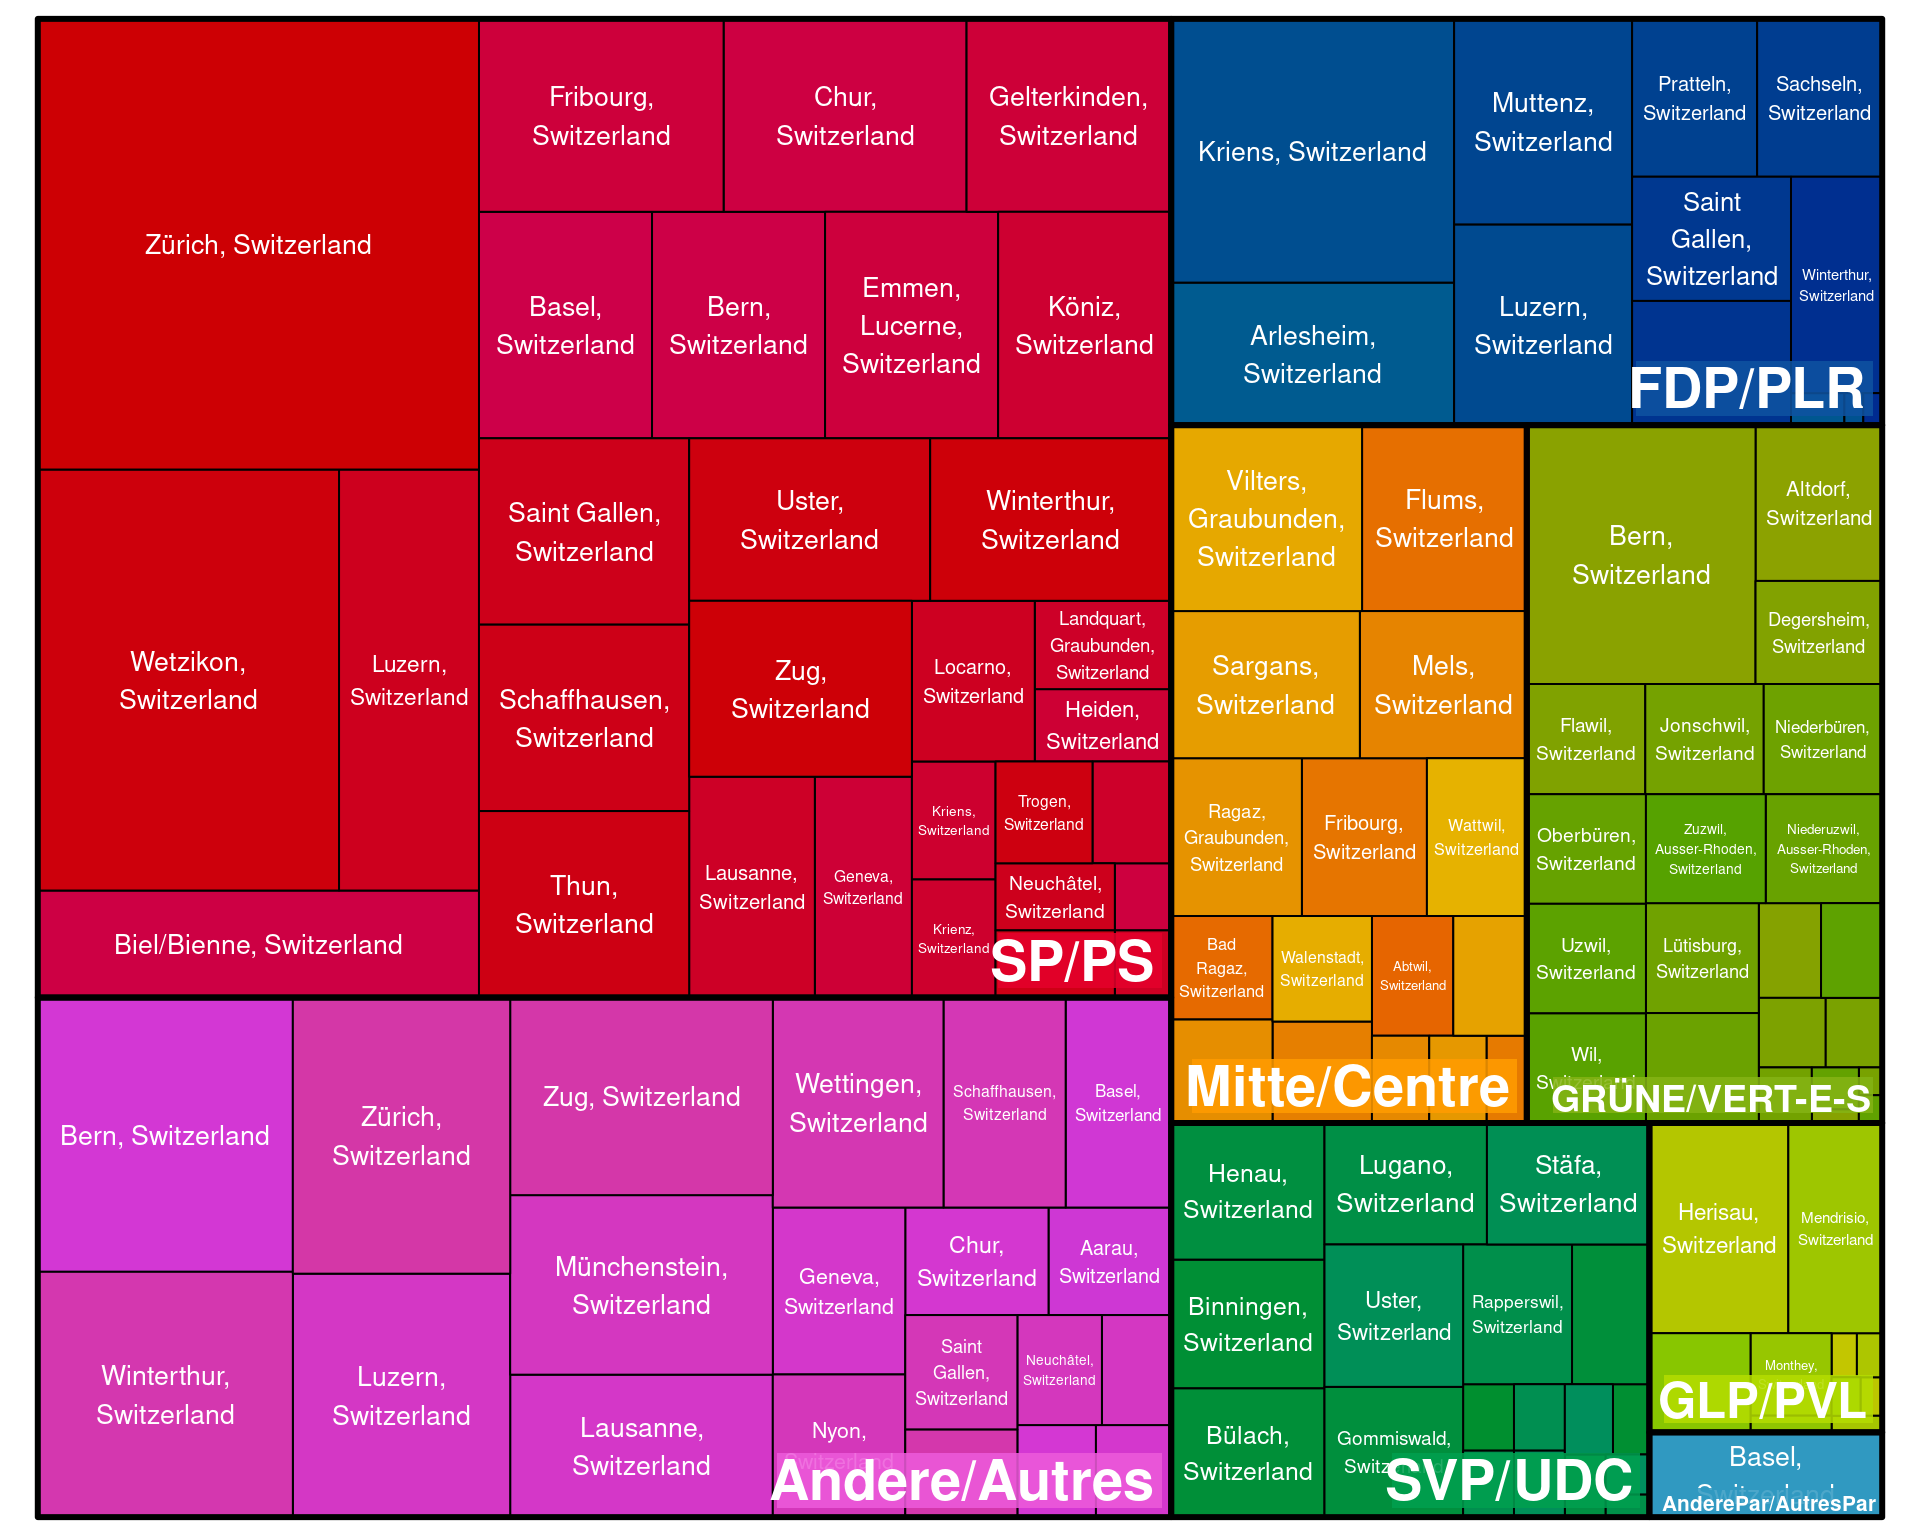 Zürich, Switzerland
Wetzikon,
Switzerland
Luzern,
Switzerland
Biel/Bienne, Switzerland
Fribourg,
Switzerland
Chur,
Switzerland
Gelterkinden,
Switzerland
Basel,
Switzerland
Bern,
Switzerland
Emmen,
Lucerne,
Switzerland
Köniz,
Switzerland
Saint Gallen,
Switzerland
Schaffhausen,
Switzerland
Thun,
Switzerland
Uster,
Switzerland
Winterthur,
Switzerland
Zug,
Switzerland
Lausanne,
Switzerland
Geneva,
Switzerland
Locarno,
Switzerland
Landquart,
Graubunden,
Switzerland
Heiden,
Switzerland
Kriens,
Switzerland
Krienz,
Switzerland
Trogen,
Switzerland
Neuchâtel,
Switzerland
SP/PS
Bern, Switzerland
Winterthur,
Switzerland
Zürich,
Switzerland
Luzern,
Switzerland
Zug, Switzerland
Münchenstein,
Switzerland
Lausanne,
Switzerland
Wettingen,
Switzerland
Schaffhausen,
Switzerland
Basel,
Switzerland
Geneva,
Switzerland
Nyon,
Switzerland
Chur,
Switzerland
Aarau,
Switzerland
Saint
Gallen,
Switzerland
Neuchâtel,
Switzerland
Andere/Autres
Kriens, Switzerland
Arlesheim,
Switzerland
Muttenz,
Switzerland
Luzern,
Switzerland
Pratteln,
Switzerland
Sachseln,
Switzerland
Saint
Gallen,
Switzerland
Winterthur,
Switzerland
FDP/PLR
Vilters,
Graubunden,
Switzerland
Flums,
Switzerland
Sargans,
Switzerland
Mels,
Switzerland
Ragaz,
Graubunden,
Switzerland
Fribourg,
Switzerland
Wattwil,
Switzerland
Bad
Ragaz,
Switzerland
Walenstadt,
Switzerland
Abtwil,
Switzerland
Mitte/Centre
Bern,
Switzerland
Altdorf,
Switzerland
Degersheim,
Switzerland
Flawil,
Switzerland
Jonschwil,
Switzerland
Niederbüren,
Switzerland
Oberbüren,
Switzerland
Zuzwil,
Ausser-Rhoden,
Switzerland
Niederuzwil,
Ausser-Rhoden,
Switzerland
Uzwil,
Switzerland
Lütisburg,
Switzerland
Wil,
Switzerland
GRÜNE/VERT-E-S
Henau,
Switzerland
Binningen,
Switzerland
Bülach,
Switzerland
Lugano,
Switzerland
Stäfa,
Switzerland
Uster,
Switzerland
Rapperswil,
Switzerland
Gommiswald,
Switzerland
SVP/UDC
Herisau,
Switzerland
Mendrisio,
Switzerland
Monthey,
GLP/PVL
Basel,
Switzerland
AnderePar/AutresPar